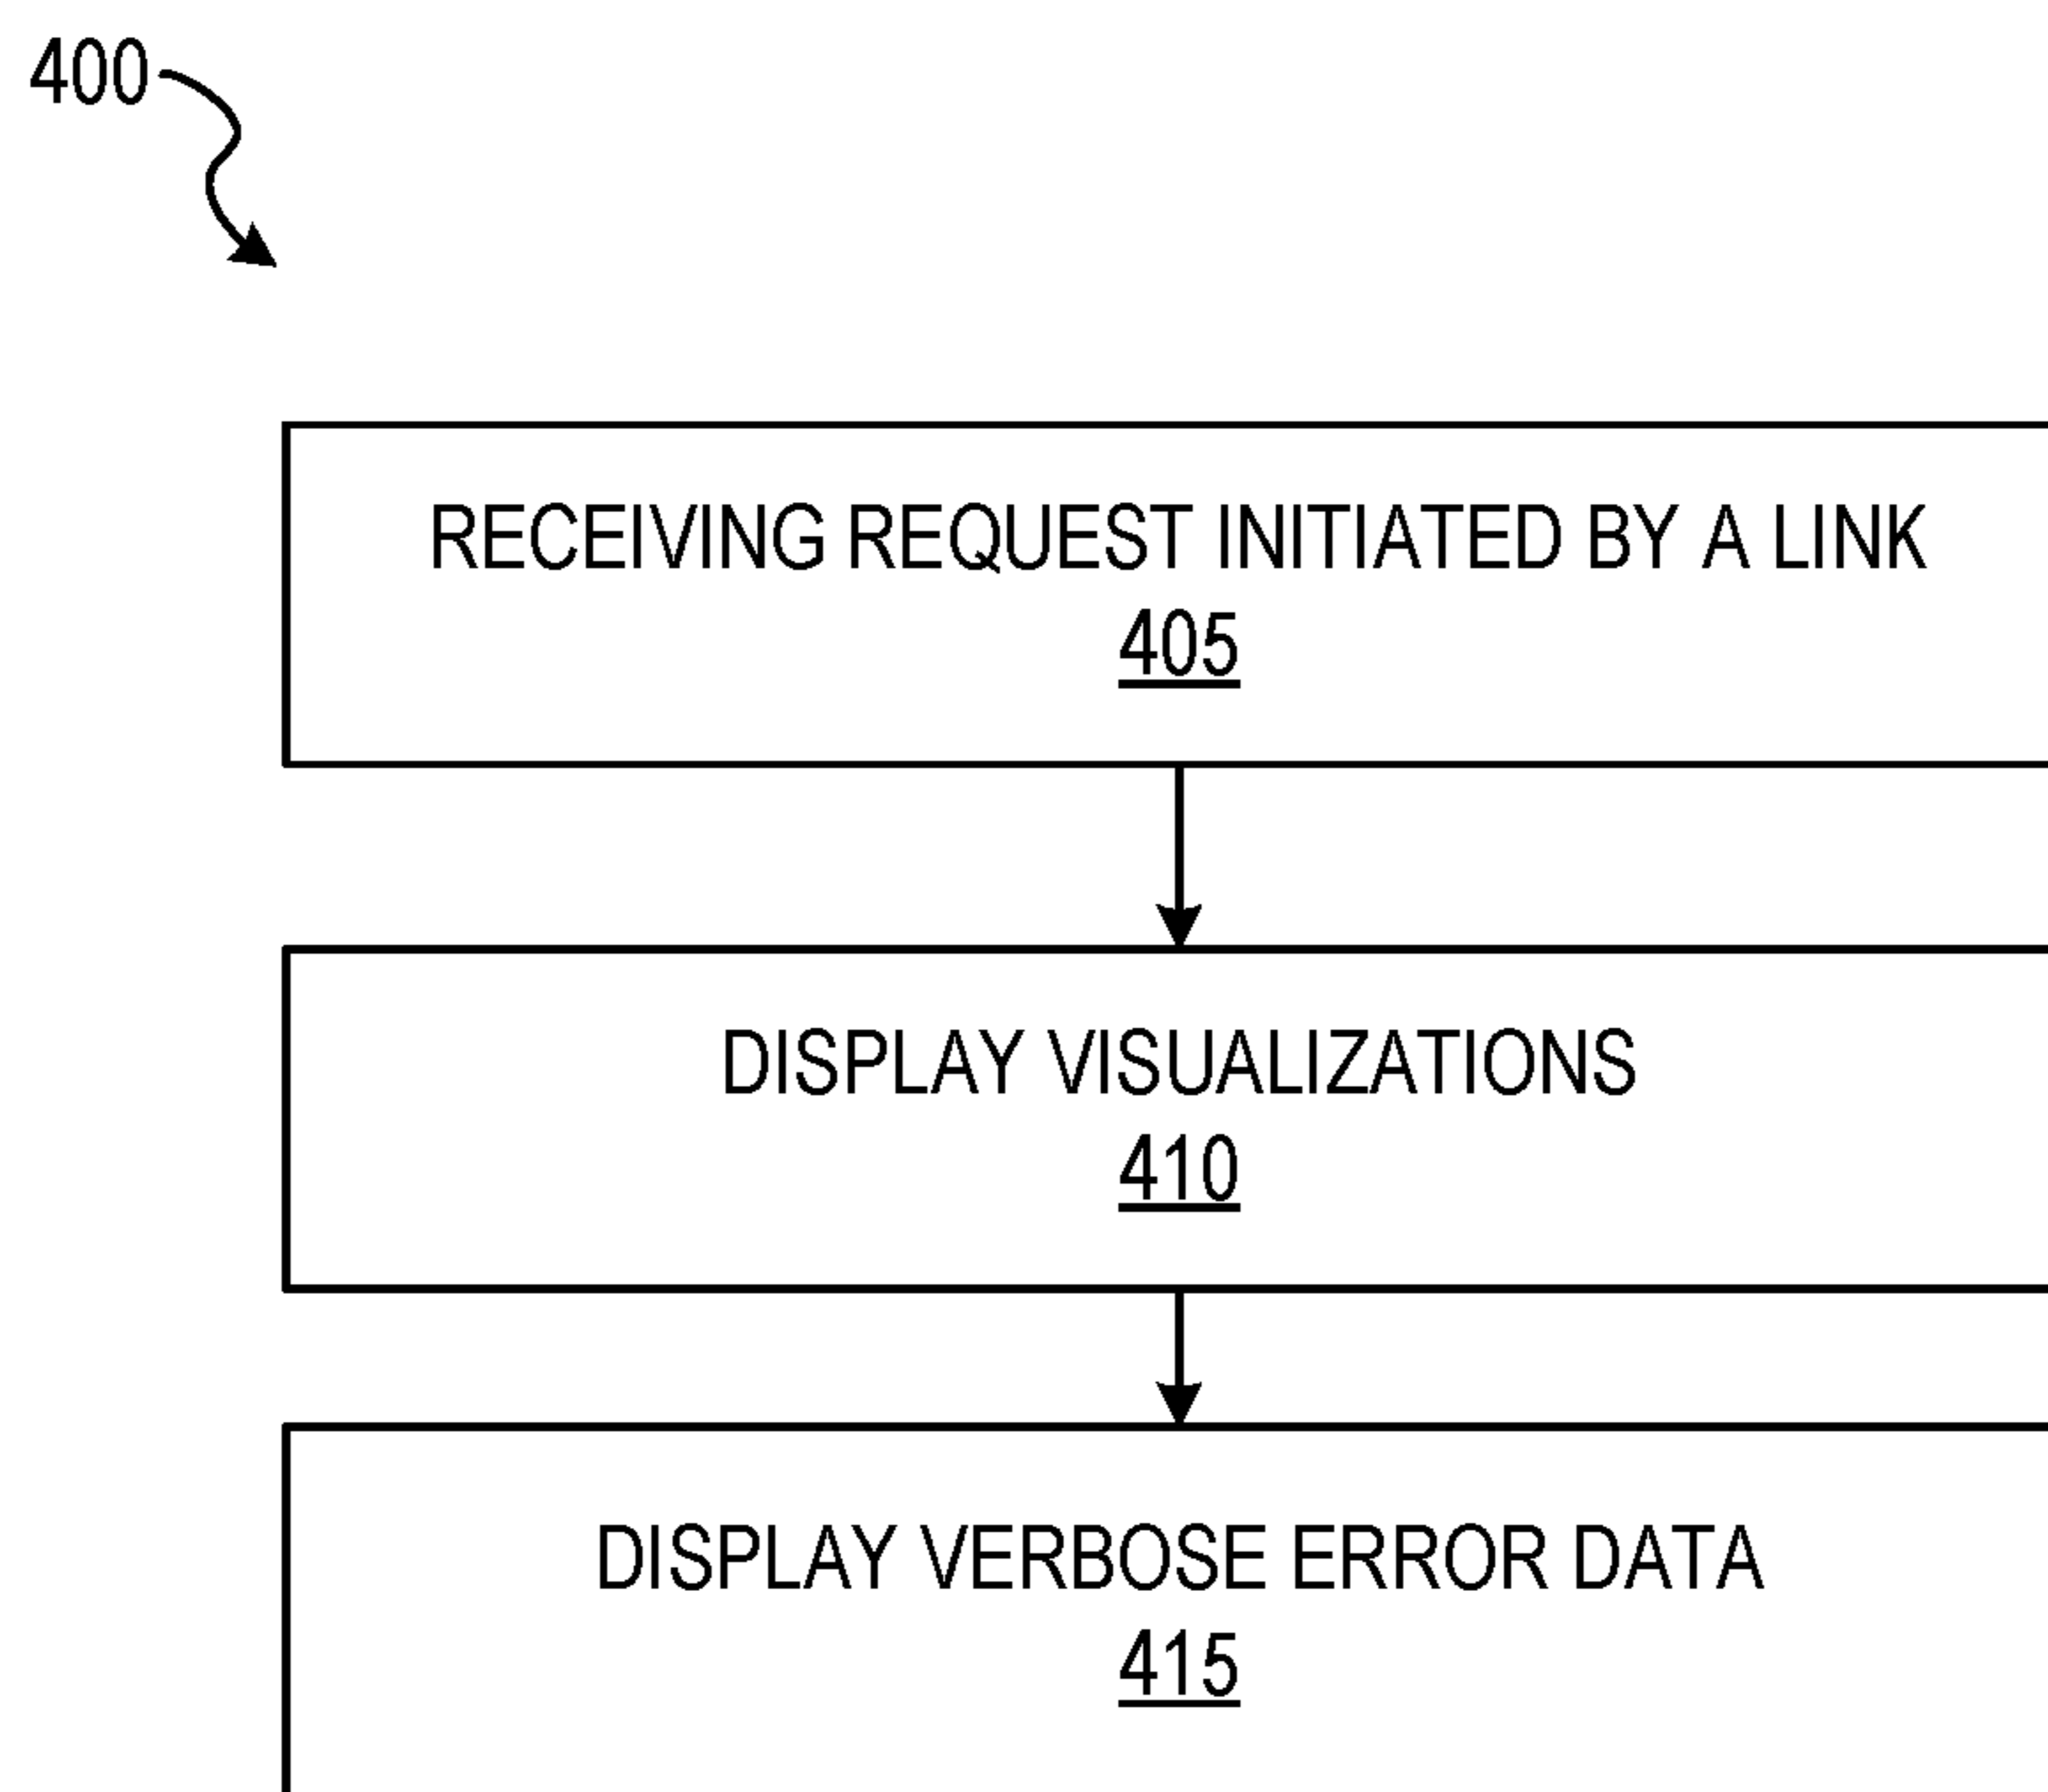 400
RECEIVING REQUEST INITIATED BY A LINK
405
DISPLAY VISUALIZATIONS
410
DISPLAY VERBOSE ERROR DATA
415